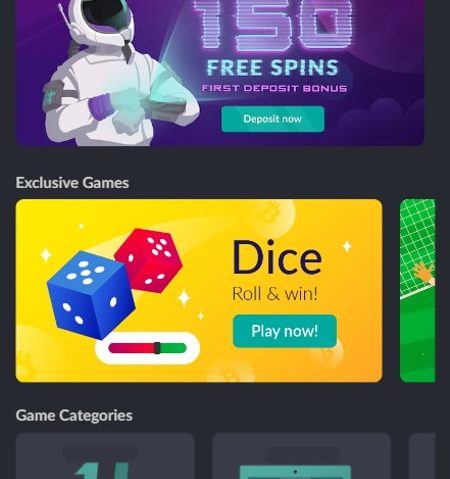 150
FREE SPINS
FIRST DEPOSIT BONUS
Deposit now
Exclusive Games
Dice
Roll & win!
Play now!
Game Categories